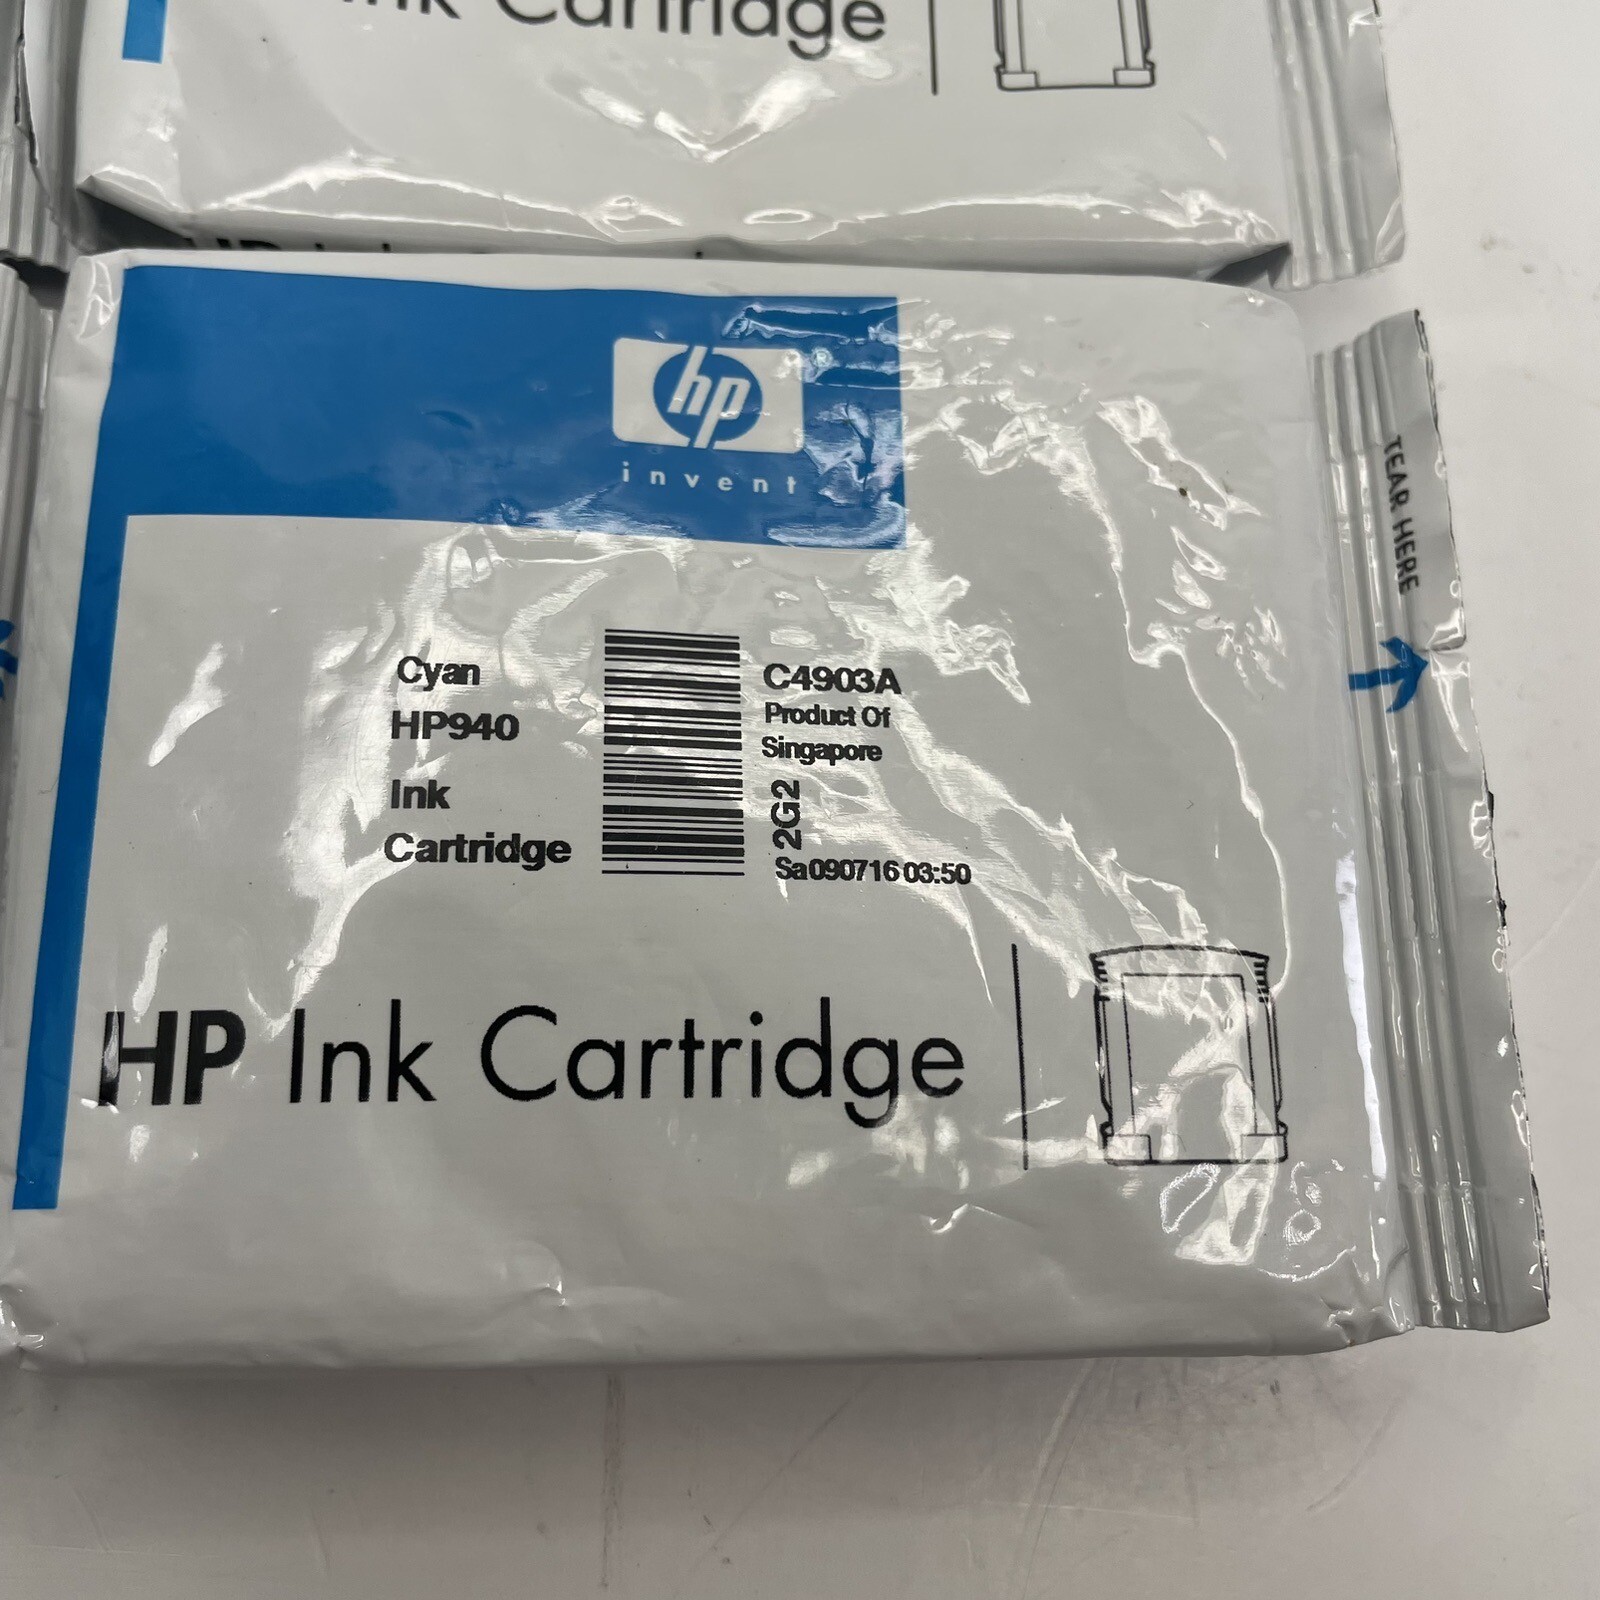 Ink Cartridge
hp ®
invent
Cyan
HP940
Ink
Cartridge
C4903A
Product Of
Singapore
2G2
Sa090716 03:50
HP Ink Cartridge
TEAR HERE